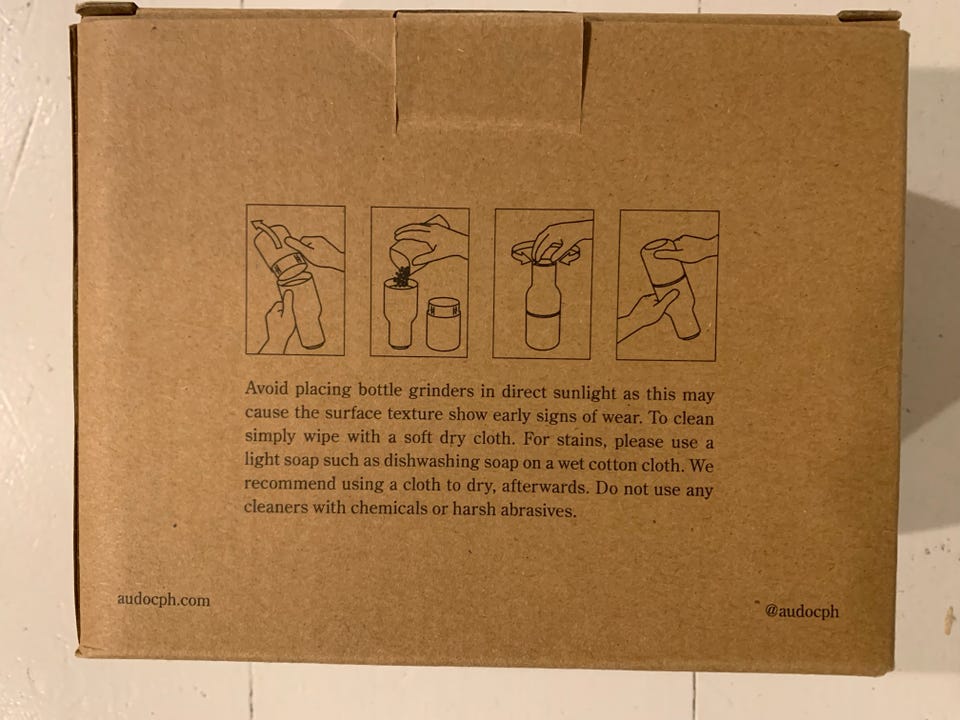 Avoid placing bottle grinders in direct sunlight as this may
cause the surface texture show early signs of wear. To clean
simply wipe with a soft dry cloth. For stains, please use a
light soap such as dishwashing soap on a wet cotton cloth. We
recommend using a cloth to dry, afterwards. Do not use any
cleaners with chemicals or harsh abrasives.
audocph.com
@audocph